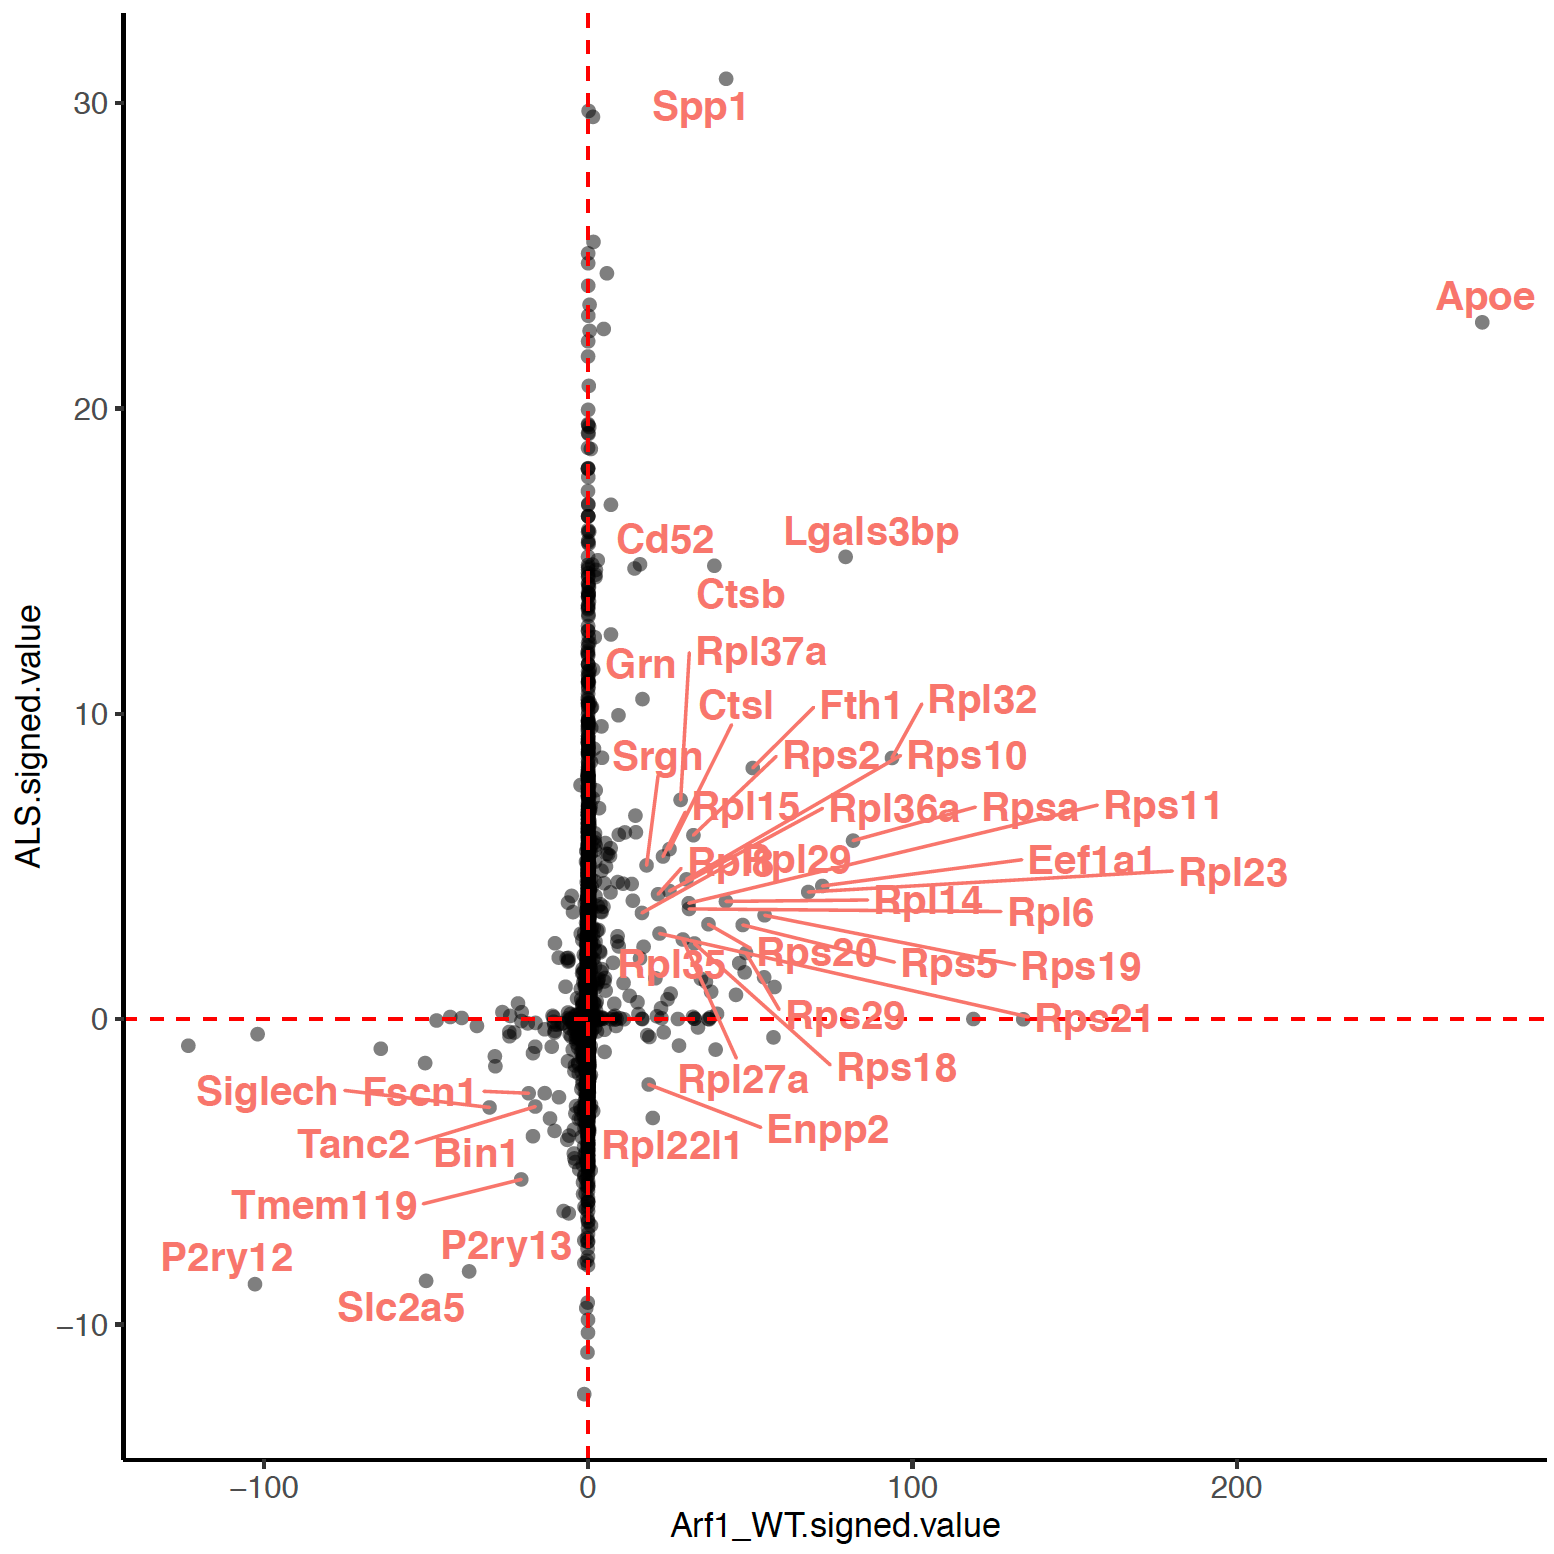 30
20
10
0
−10
ALS.signed.value
Spp1
Apoe
Cd52
Lgals3bp
Ctsb
Grn
Rpl37a
Ctsl
Fth1
Rpl32
Srgn
Rps2
Rps10
Rpl15
Rpl36a
Rpsa
Rps11
Rpl8
Rpl29
Eef1a1
Rpl23
Rpl14
Rpl6
Rpl35
Rps20
Rps5
Rps19
Rps29
Rps21
Rpl27a
Rps18
Siglech
Fscn1
Enpp2
Tanc2
Bin1
Rpl22l1
Tmem119
P2ry12
P2ry13
Slc2a5
−100
0
100
200
Arf1_WT.signed.value